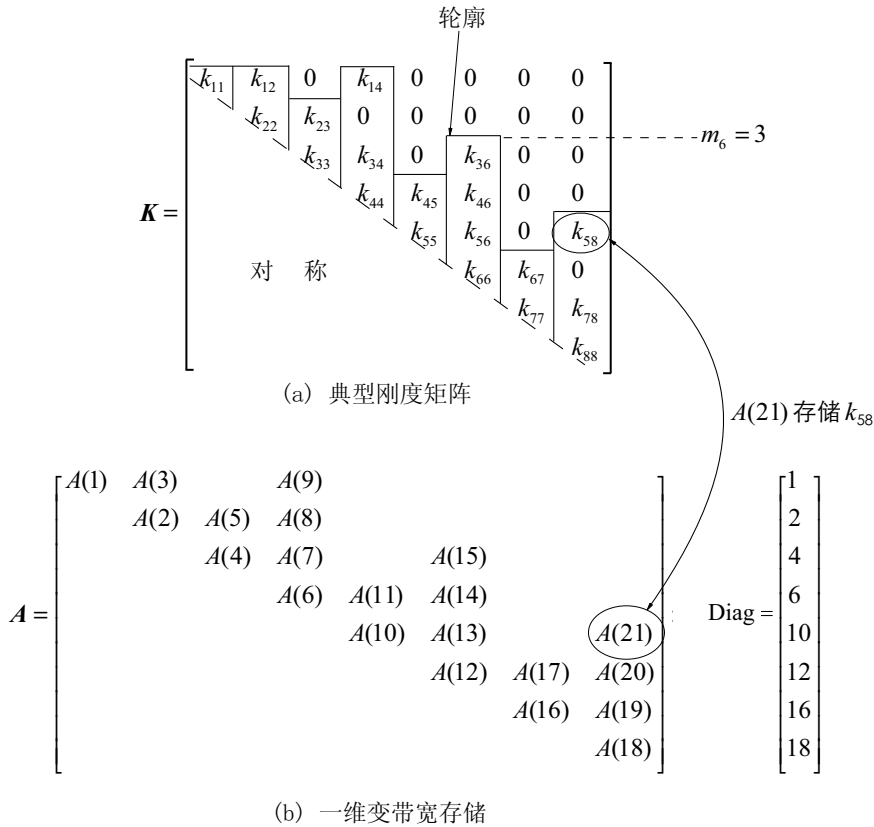 轮廓
k₁₁ k₁₂ 0 k₁₄ 0 0 0 0
k₂₂ k₂₃ 0 0 0 0 0
m₆ = 3
k₃₃ k₃₄ 0 k₃₆ 0 0
k₄₄ k₄₅ k₄₆ 0 0
K =
k₅₅ k₅₆ 0 k₅₈
对 称
k₆₆ k₆₇ 0
k₇₇ k₇₈
k₈₈
(a) 典型刚度矩阵
A(21) 存储 k₅₈
A(1) A(3) A(9) 1
A(2) A(5) A(8) 2
A(4) A(7) A(15) 4
A(6) A(11) A(14) 6
A = Diag =
A(10) A(13) A(21) 10
A(12) A(17) A(20) 12
A(16) A(19) 16
A(18) 18
(b) 一维变带宽存储